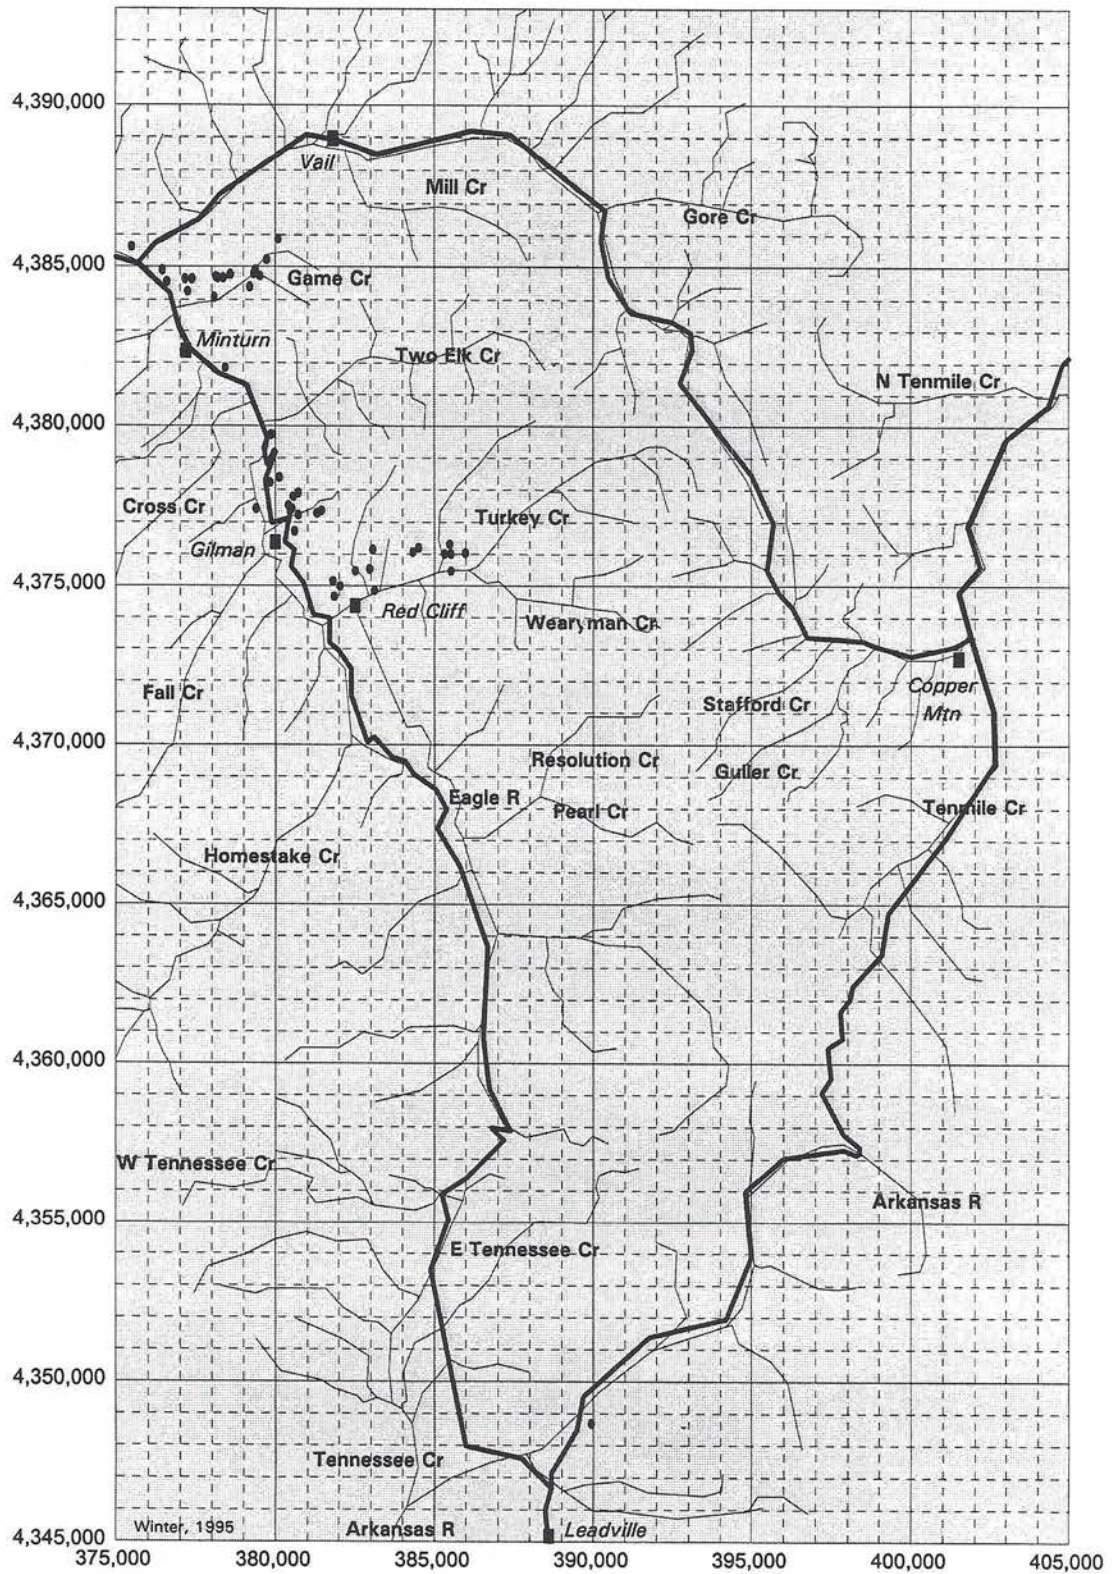 4,390,000
Vail
Mill Cr
Gore Cr
4,385,000
Game Cr
Minturn
Two Elk Cr
N Tenmile Cr
4,380,000
Cross Cr
Turkey Cr
Gilman
4,375,000
Red Cliff
Wearyman Cr
Fall Cr
Stafford Cr
Copper
Mtn
4,370,000
Resolution Cr
Guller Cr
Eagle R
Pearl Cr
Tenmile Cr
Homestake Cr
4,365,000
4,360,000
W Tennessee Cr
Arkansas R
4,355,000
E Tennessee Cr
4,350,000
Tennessee Cr
Winter, 1995
Arkansas R
Leadville
4,345,000
375,000
380,000
385,000
390,000
395,000
400,000
405,000